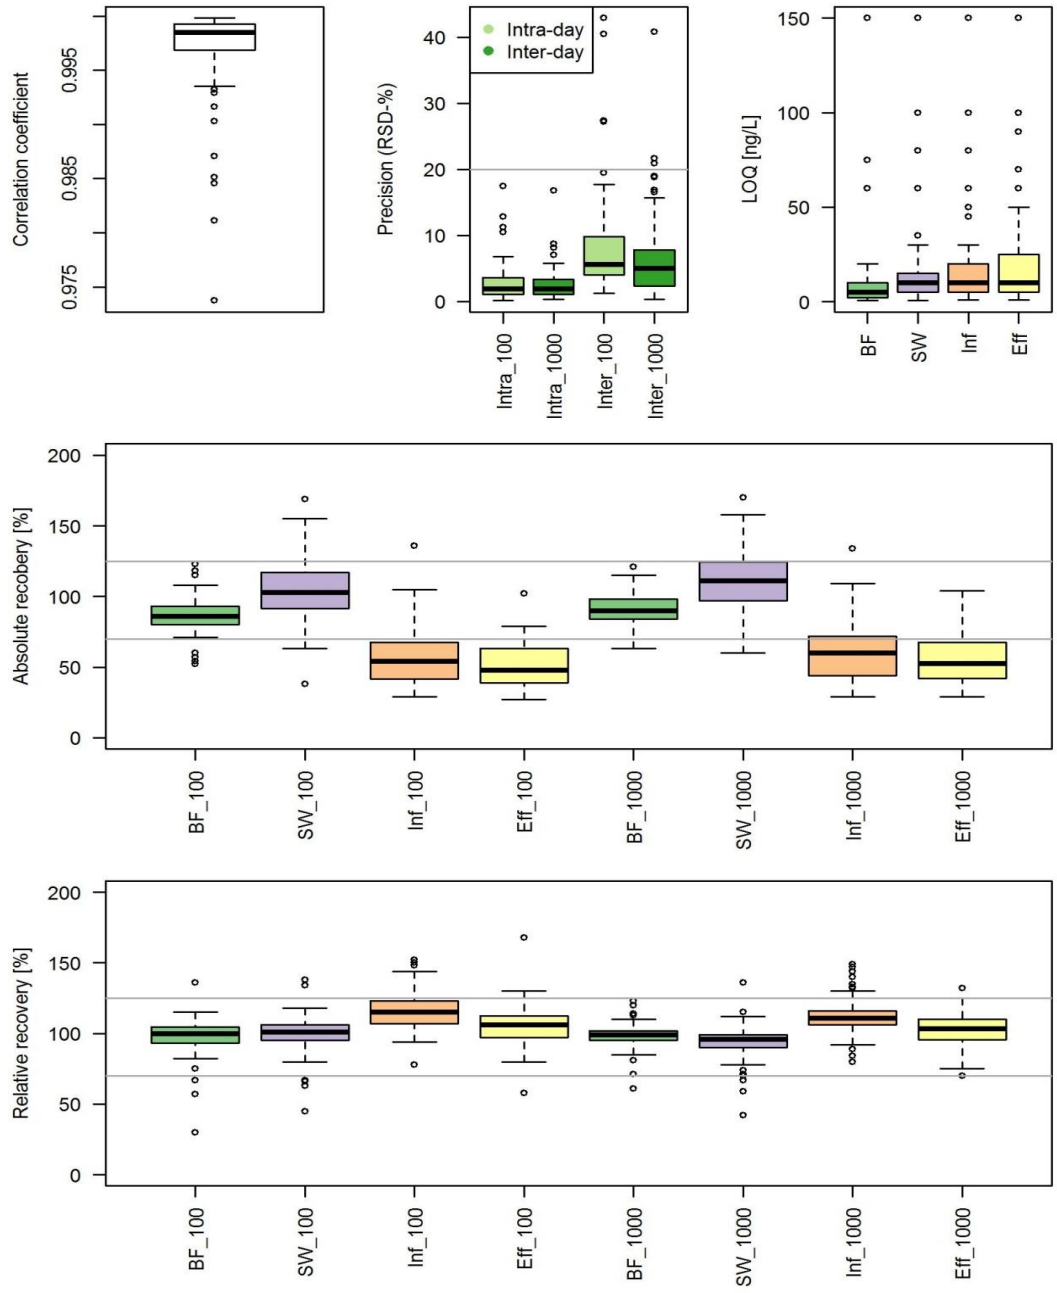 Correlation coefficient
0.975
0.985
0.995
Precision (RSD-%)
0
10
20
30
40
Intra-day
Inter-day
Intra_100
Intra_1000
Inter_100
Inter_1000
LOQ [ng/L]
0
50
100
150
BF
SW
Inf
Eff
Absolute recobery [%]
200
150
100
50
0
BF_100
SW_100
Inf_100
Eff_100
BF_1000
SW_1000
Inf_1000
Eff_1000
Relative recovery [%]
200
150
100
50
0
BF_100
SW_100
Inf_100
Eff_100
BF_1000
SW_1000
Inf_1000
Eff_1000